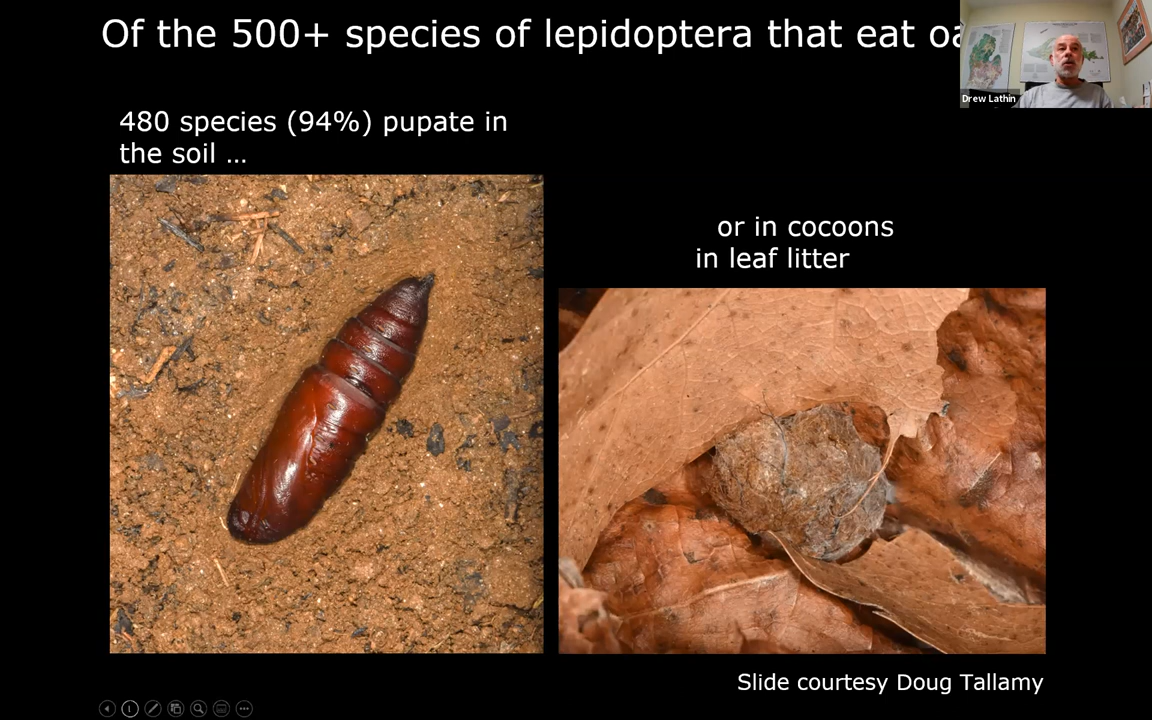 Of the 500+ species of lepidoptera that eat oa
Drew Lathin
480 species (94%) pupate in
the soil ...
or in cocoons
in leaf litter
Slide courtesy Doug Tallamy